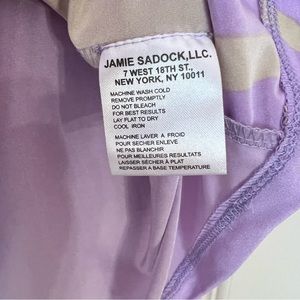 JAMIE SADOCK,LLC.
7 WEST 18TH ST.,
NEW YORK, NY 10011
MACHINE WASH COLD
REMOVE PROMPTLY
DO NOT BLEACH
FOR BEST RESULTS
LAY FLAT TO DRY
COOL IRON
MACHINE LAVER A FROID
POUR SECHER ENLEVE
NE PAS BLANCHIR
POUR MEILLEURES RESULTATS
LAISSER SÉCHER À PLAT
REPASSER A BASE TEMPERATURE